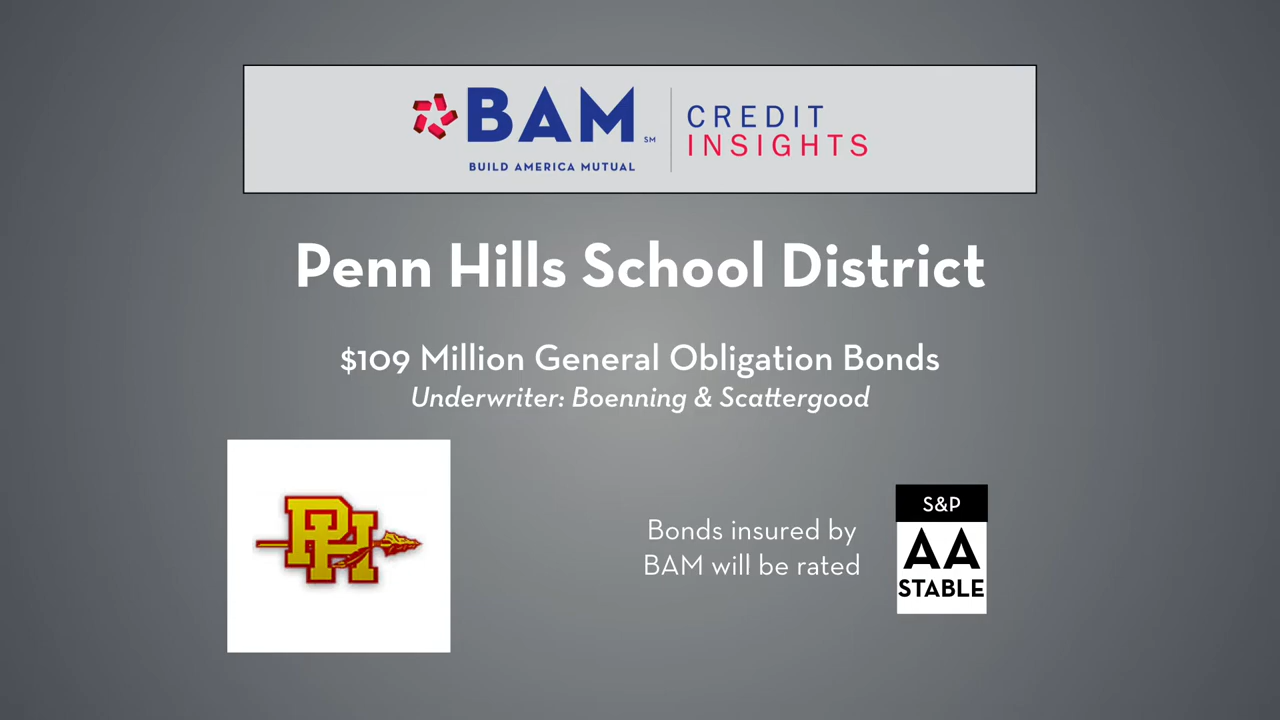 BAM SM
BUILD AMERICA MUTUAL
CREDIT
INSIGHTS
Penn Hills School District
$109 Million General Obligation Bonds
Underwriter: Boenning & Scattergood
PH
Bonds insured by
BAM will be rated
S&P
AA
STABLE